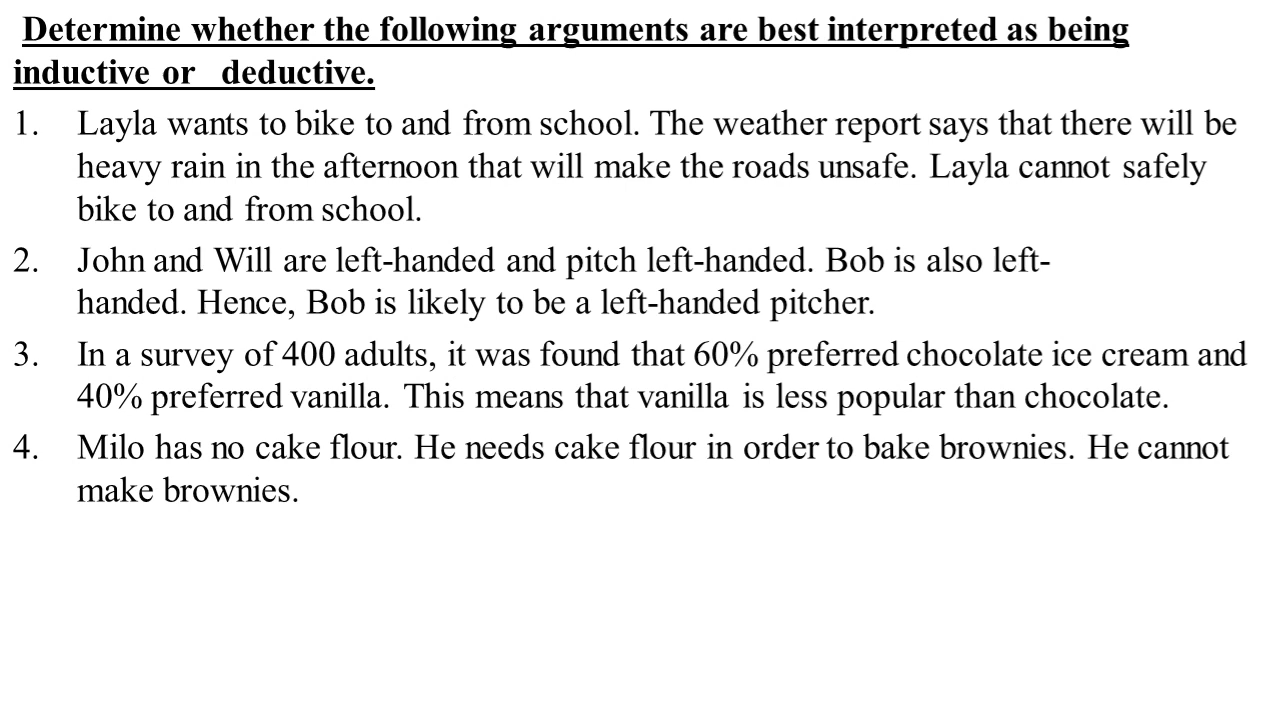 Determine whether the following arguments are best interpreted as being
inductive or deductive.
1. Layla wants to bike to and from school. The weather report says that there will be
heavy rain in the afternoon that will make the roads unsafe. Layla cannot safely
bike to and from school.
2. John and Will are left-handed and pitch left-handed. Bob is also left-
handed. Hence, Bob is likely to be a left-handed pitcher.
3. In a survey of 400 adults, it was found that 60% preferred chocolate ice cream and
40% preferred vanilla. This means that vanilla is less popular than chocolate.
4. Milo has no cake flour. He needs cake flour in order to bake brownies. He cannot
make brownies.